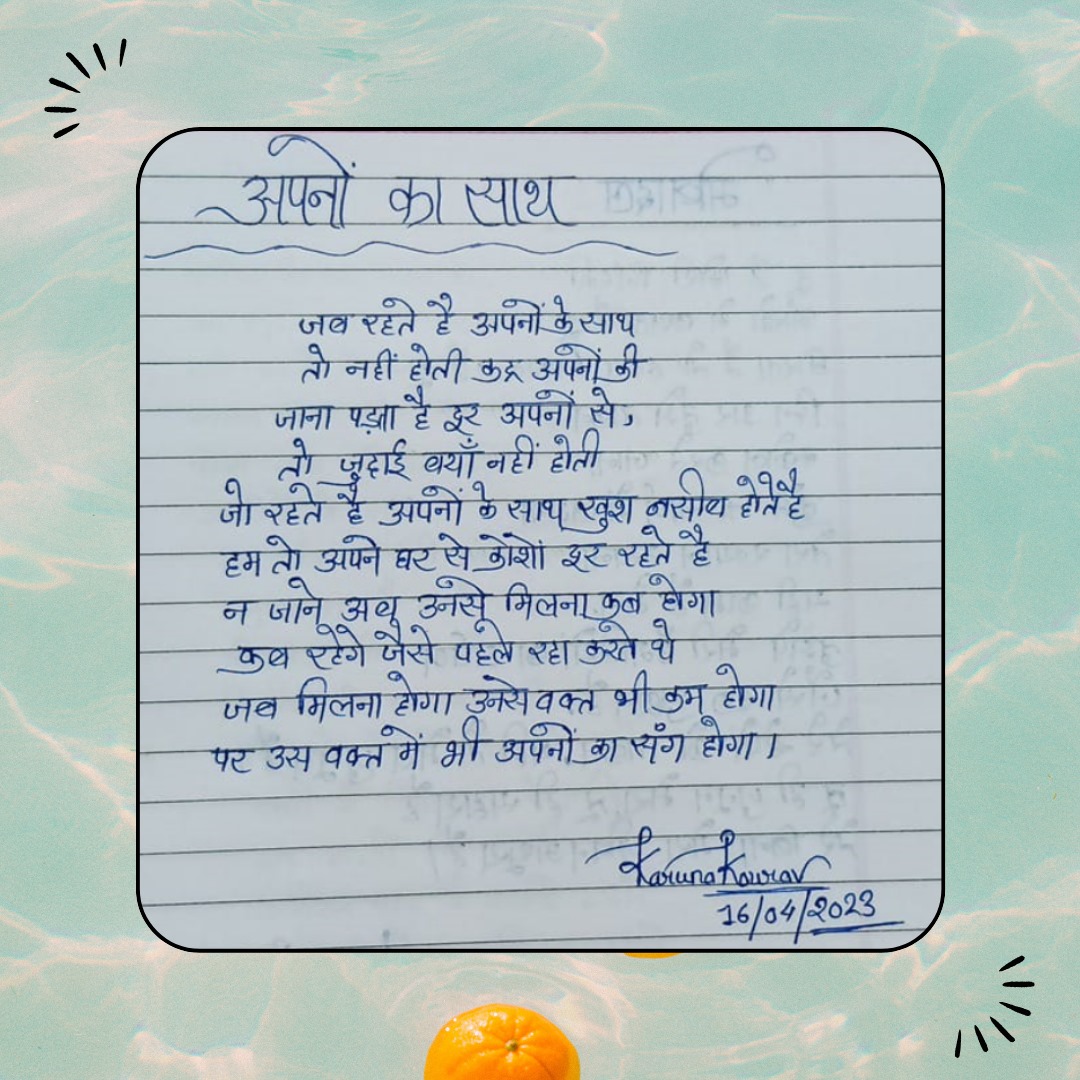 अपनों का साथ
जब रहते है अपनों के साथ
तो नहीं होती कद्र अपनों की
जाना पड़ता है दूर अपनों से,
तो जुदाई बयाँ नहीं होती
जो रहते है अपनों के साथ खुश नसीब होते है
हम तो अपने घर से कोशों दूर रहते है
न जाने अब उनसे मिलना कब होगा
कब रहेगे जैसे पहले रहा करते थे
जब मिलना होगा उनसे वक्त भी कम होगा
पर उस वक्त में भी अपनों का संग होगा।
Karuna Kourav
16/04/2023